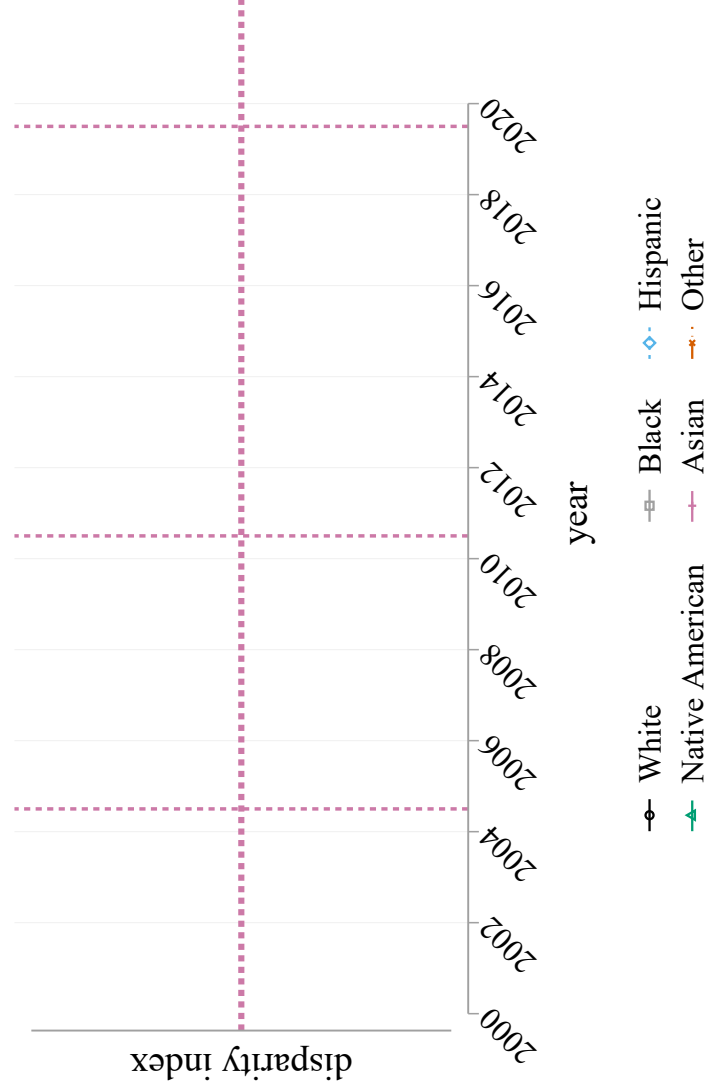 disparity index
2000
2002
2004
2006
2008
2010
2012
2014
2016
2018
2020
year
White
Black
Hispanic
Native American
Asian
Other